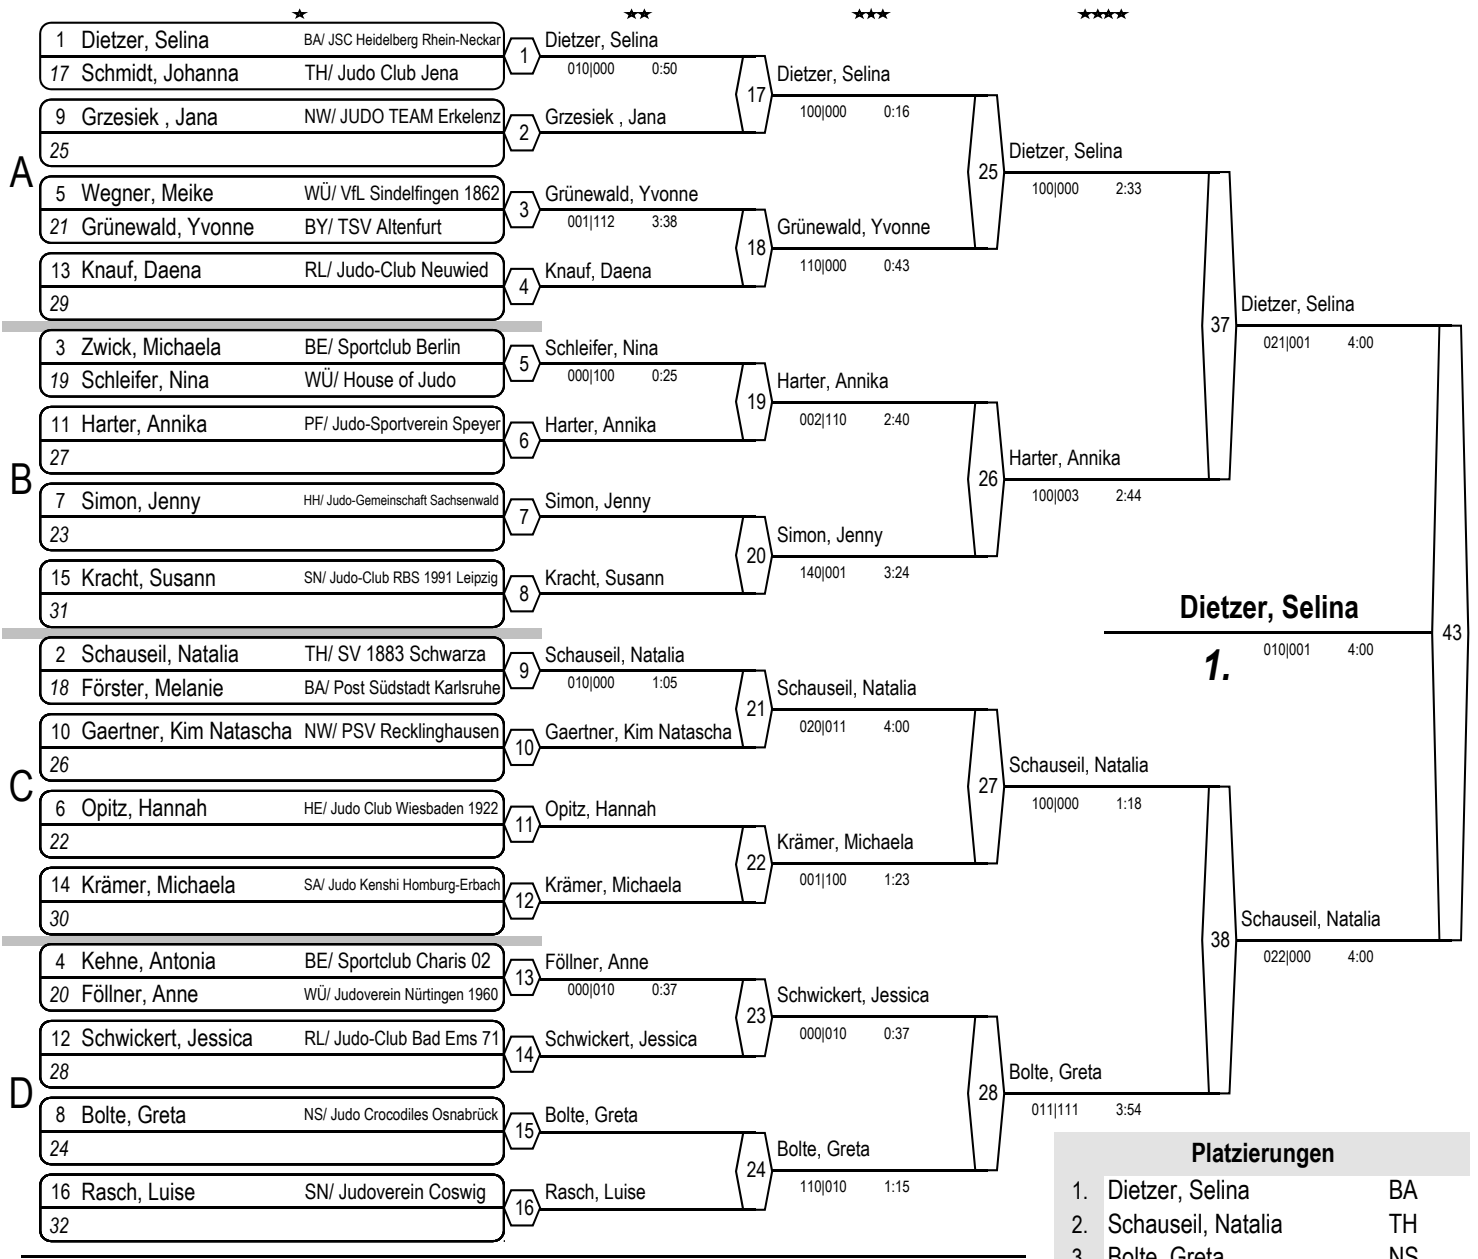 ★ ★★ ★★★ ★★★★
A
1 Dietzer, Selina BA/ JSC Heidelberg Rhein-Neckar
17 Schmidt, Johanna TH/ Judo Club Jena
9 Grzesiek , Jana NW/ JUDO TEAM Erkelenz
25
5 Wegner, Meike WÜ/ VfL Sindelfingen 1862
21 Grünewald, Yvonne BY/ TSV Altenfurt
13 Knauf, Daena RL/ Judo-Club Neuwied
29
B
3 Zwick, Michaela BE/ Sportclub Berlin
19 Schleifer, Nina WÜ/ House of Judo
11 Harter, Annika PF/ Judo-Sportverein Speyer
27
7 Simon, Jenny HH/ Judo-Gemeinschaft Sachsenwald
23
15 Kracht, Susann SN/ Judo-Club RBS 1991 Leipzig
31
C
2 Schauseil, Natalia TH/ SV 1883 Schwarza
18 Förster, Melanie BA/ Post Südstadt Karlsruhe
10 Gaertner, Kim Natascha NW/ PSV Recklinghausen
26
6 Opitz, Hannah HE/ Judo Club Wiesbaden 1922
22
14 Krämer, Michaela SA/ Judo Kenshi Homburg-Erbach
30
D
4 Kehne, Antonia BE/ Sportclub Charis 02
20 Föllner, Anne WÜ/ Judoverein Nürtingen 1960
12 Schwickert, Jessica RL/ Judo-Club Bad Ems 71
28
8 Bolte, Greta NS/ Judo Crocodiles Osnabrück
24
16 Rasch, Luise SN/ Judoverein Coswig
32
1 Dietzer, Selina
010|000 0:50
2 Grzesiek , Jana
3 Grünewald, Yvonne
001|112 3:38
4 Knauf, Daena
5 Schleifer, Nina
000|100 0:25
6 Harter, Annika
7 Simon, Jenny
8 Kracht, Susann
9 Schauseil, Natalia
010|000 1:05
10 Gaertner, Kim Natascha
11 Opitz, Hannah
12 Krämer, Michaela
13 Föllner, Anne
000|010 0:37
14 Schwickert, Jessica
15 Bolte, Greta
16 Rasch, Luise
17 Dietzer, Selina
100|000 0:16
18 Grünewald, Yvonne
110|000 0:43
19 Harter, Annika
002|110 2:40
20 Simon, Jenny
140|001 3:24
21 Schauseil, Natalia
020|011 4:00
22 Krämer, Michaela
001|100 1:23
23 Schwickert, Jessica
000|010 0:37
24 Bolte, Greta
110|010 1:15
25 Dietzer, Selina
100|000 2:33
26 Harter, Annika
100|003 2:44
27 Schauseil, Natalia
100|000 1:18
28 Bolte, Greta
011|111 3:54
37 Dietzer, Selina
021|001 4:00
38 Schauseil, Natalia
022|000 4:00
43 Dietzer, Selina
1. 010|001 4:00
Platzierungen
1. Dietzer, Selina BA
2. Schauseil, Natalia TH
3. Bolte, Greta NS